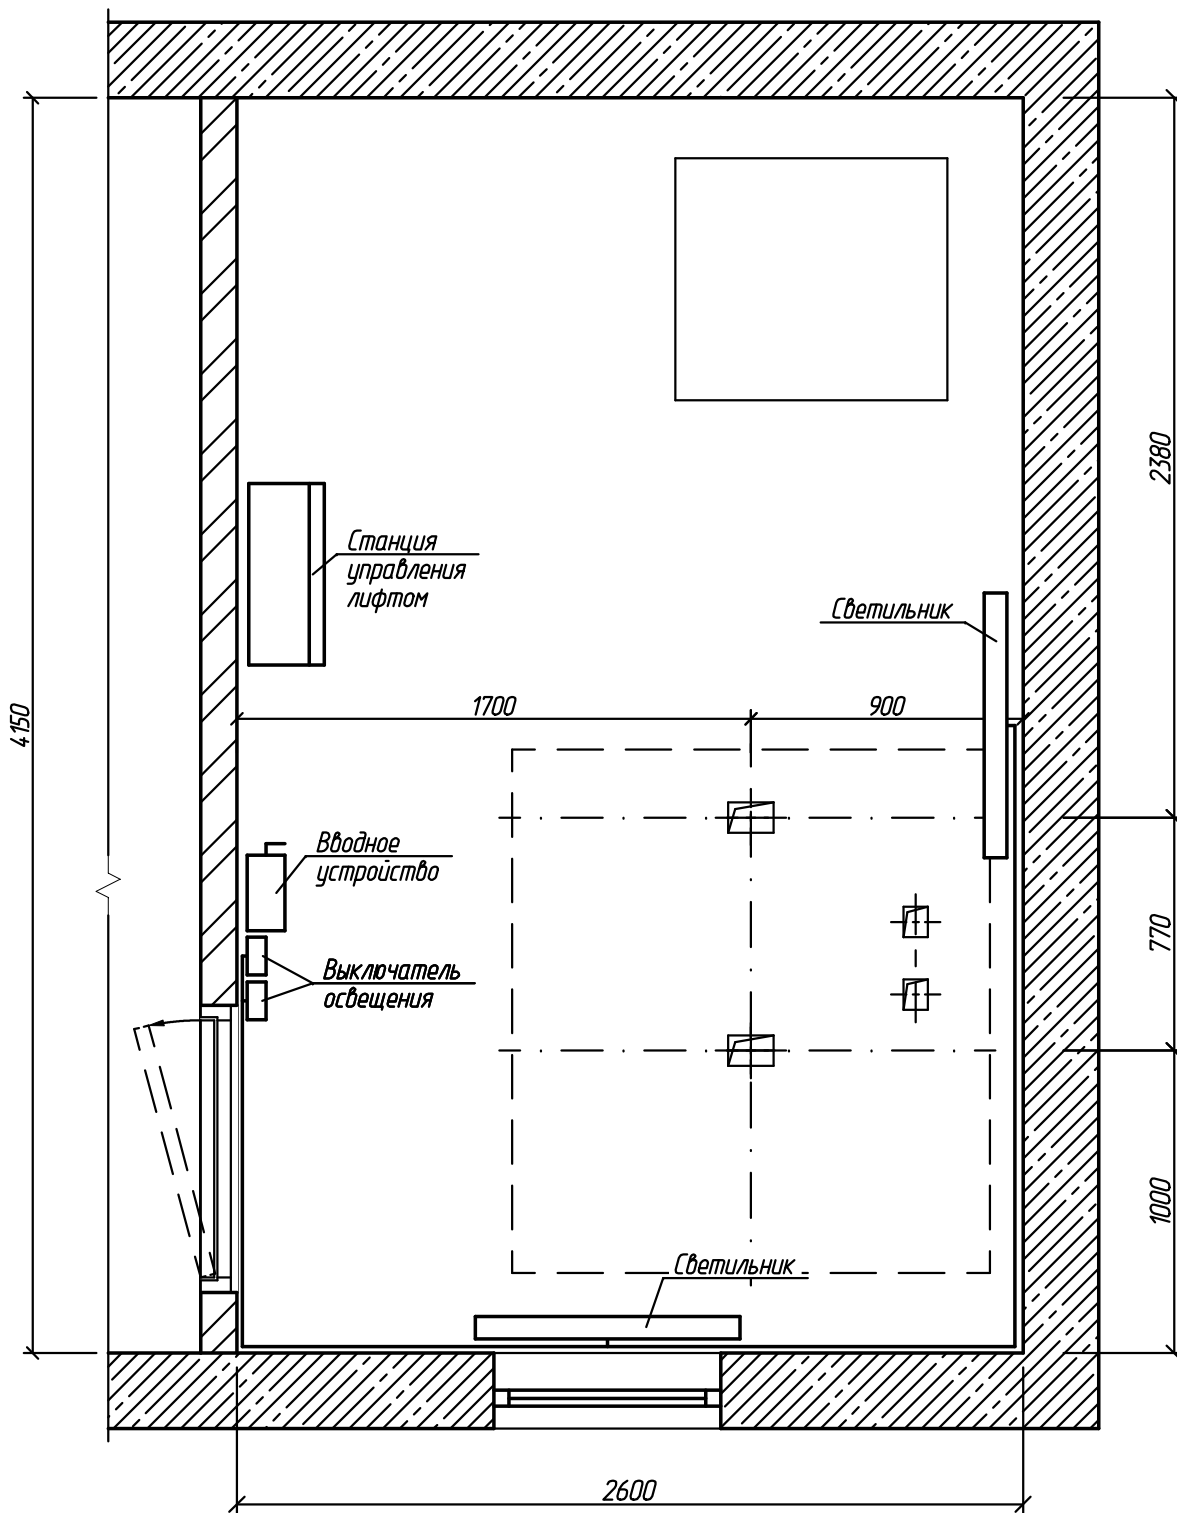 2380
Станция
управления
лифтом
Светильник
4150
1700
900
Вводное
устройство
770
Выключатель
освещения
1000
Светильник
2600